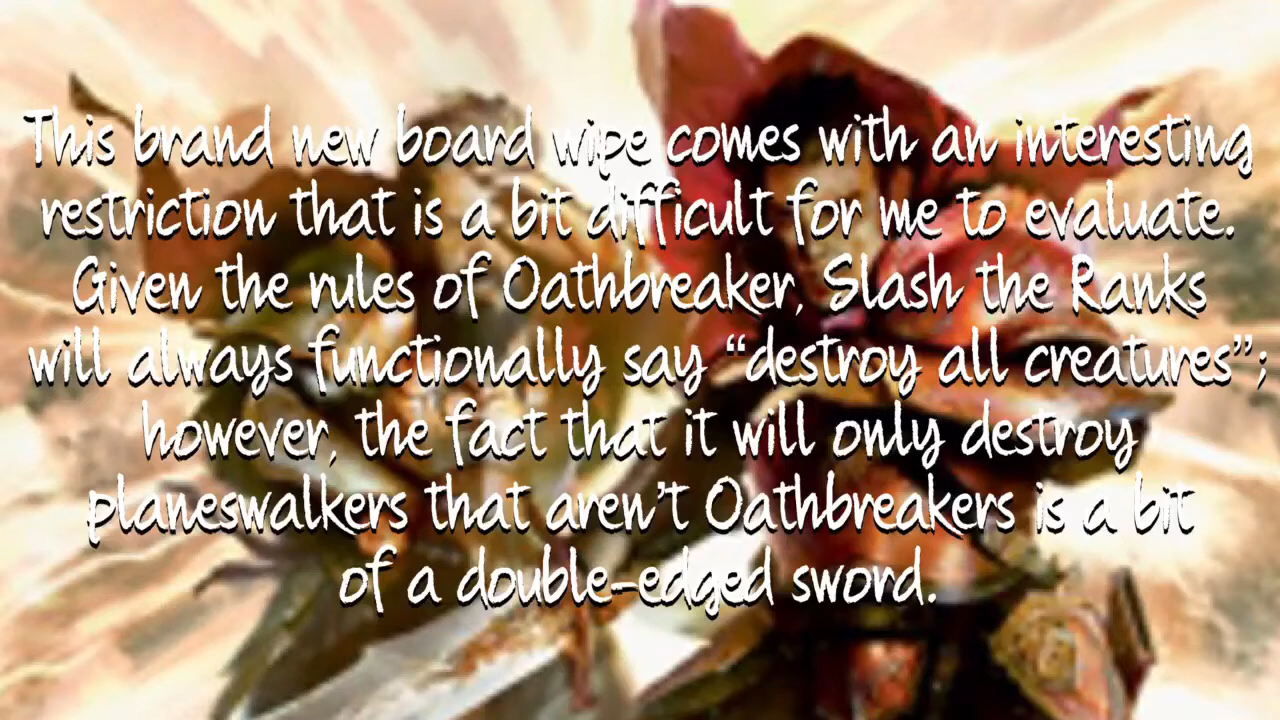 This brand new board wipe comes with an interesting
restriction that is a bit difficult for me to evaluate.
Given the rules of Oathbreaker, Slash the Ranks
will always functionally say “destroy all creatures”;
however, the fact that it will only destroy
planeswalkers that aren’t Oathbreakers is a bit
of a double-edged sword.